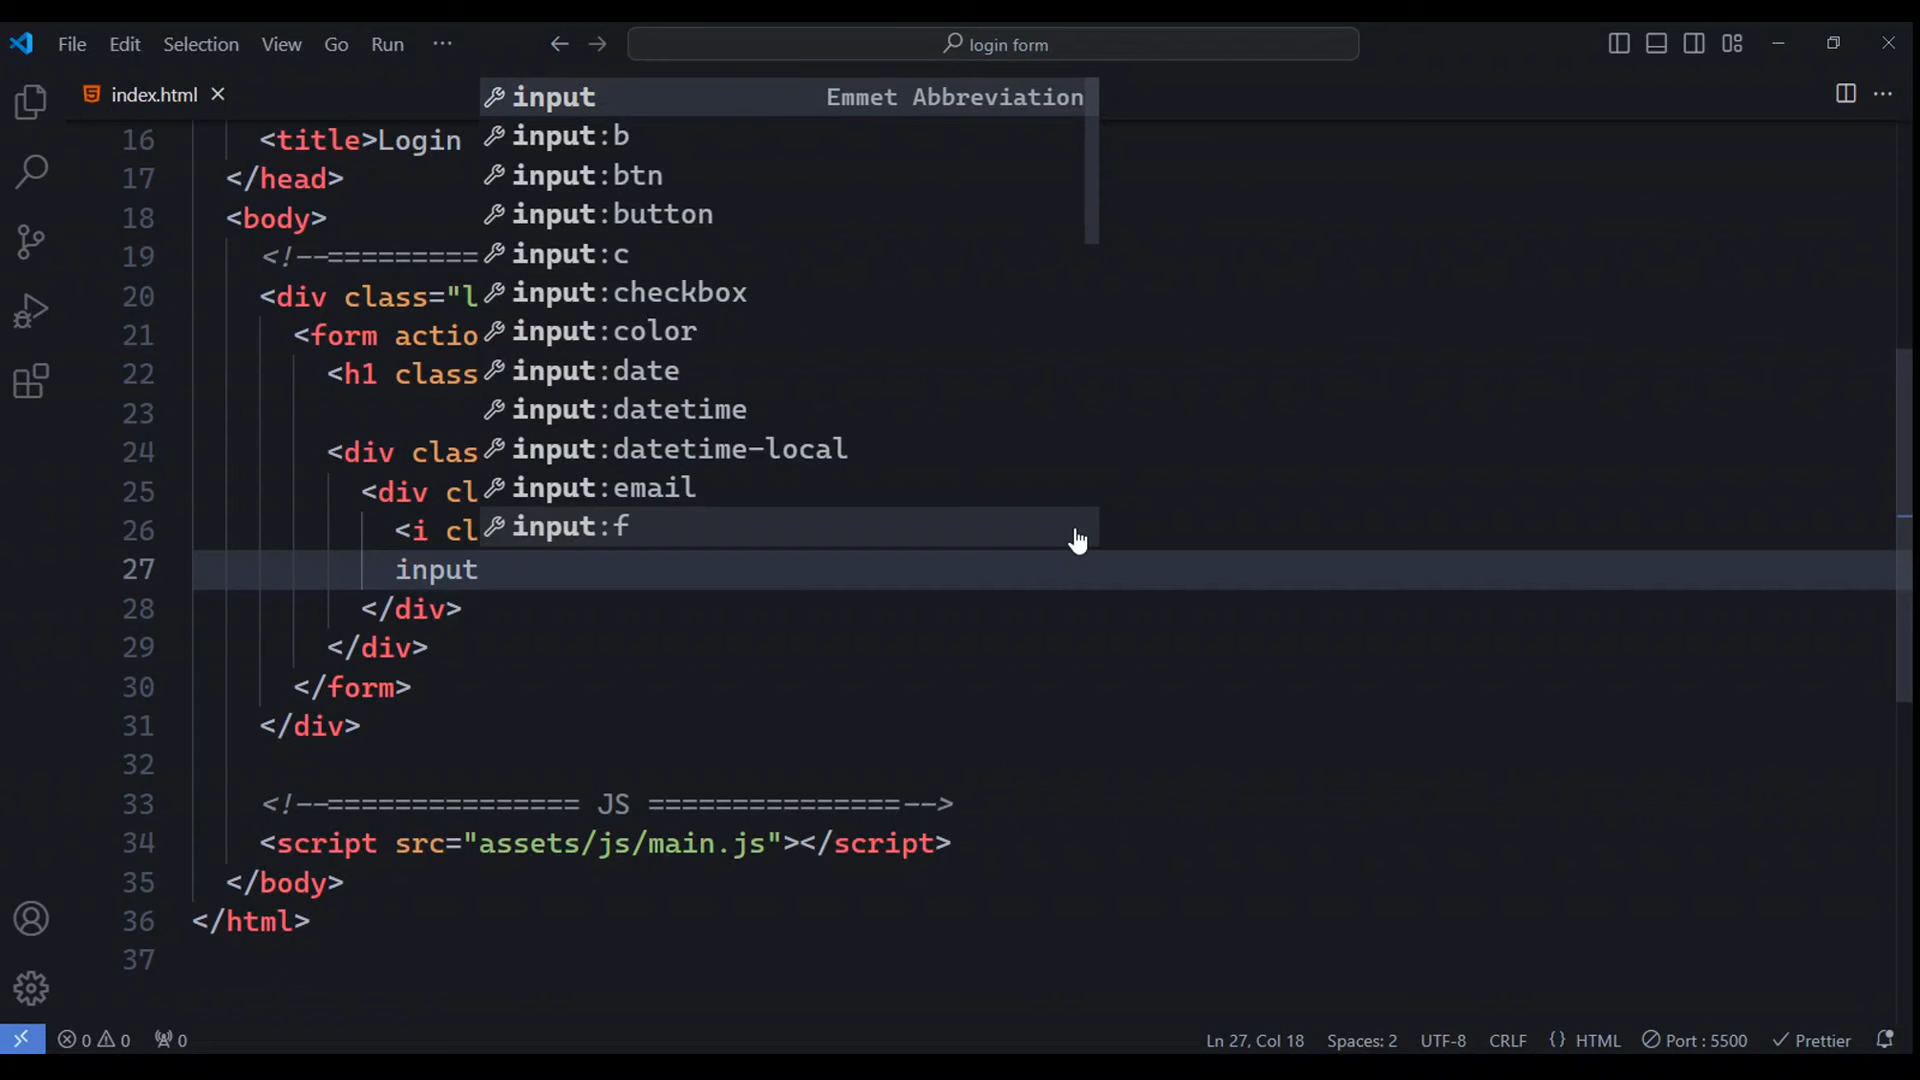 File Edit Selection View Go Run ··· ← → login form
index.html ×
input Emmet Abbreviation
input:b
input:btn
input:button
input:c
input:checkbox
input:color
input:date
input:datetime
input:datetime-local
input:email
input:f
16 <title>Login
17 </head>
18 <body>
19 <!--=========
20 <div class="l
21 <form actio
22 <h1 class
23
24 <div clas
25 <div cl
26 <i cl
27 input
28 </div>
29 </div>
30 </form>
31 </div>
32
33 <!--=============== JS ===============-->
34 <script src="assets/js/main.js"></script>
35 </body>
36 </html>
37
0 0 0 Ln 27, Col 18 Spaces: 2 UTF-8 CRLF {} HTML Port : 5500 Prettier